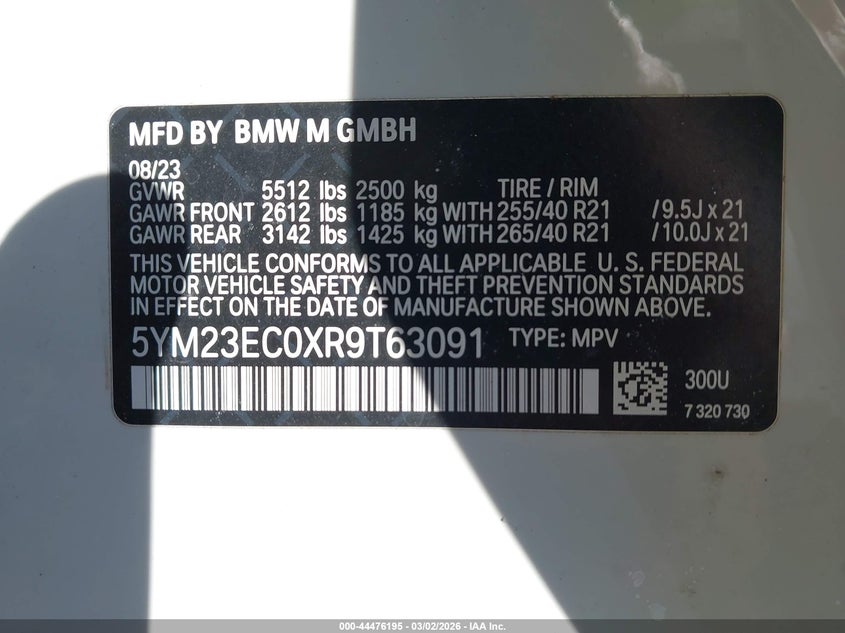 MFD BY BMW M GMBH
08/23
GVWR 5512 lbs 2500 kg TIRE / RIM
GAWR FRONT 2612 lbs 1185 kg WITH 255/40 R21 / 9.5J x 21
GAWR REAR 3142 lbs 1425 kg WITH 265/40 R21 / 10.0J x 21
THIS VEHICLE CONFORMS TO ALL APPLICABLE U. S. FEDERAL
MOTOR VEHICLE SAFETY AND THEFT PREVENTION STANDARDS
IN EFFECT ON THE DATE OF MANUFACTURE SHOWN ABOVE.
5YM23EC0XR9T63091 TYPE: MPV
300U
7 320 730
000-44476195 - 03/02/2026 - IAA Inc.